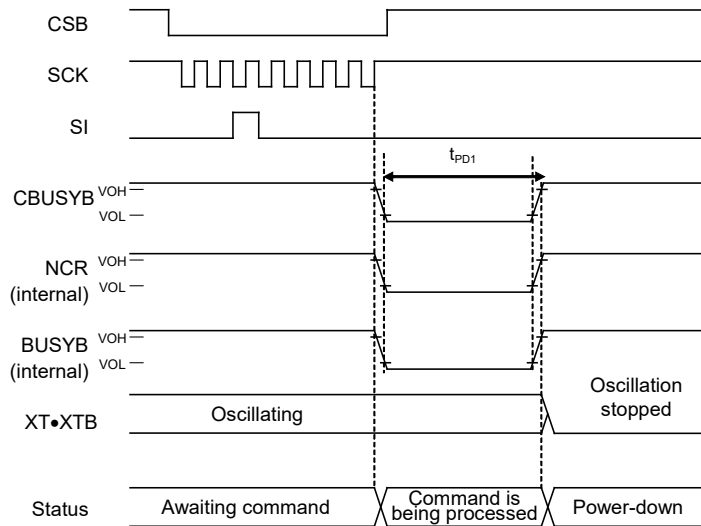 CSB
SCK
SI
tPD1
CBUSYB
VOH
VOL
NCR
(internal)
VOH
VOL
BUSYB
(internal)
VOH
VOL
XT●XTB
Oscillating
Oscillation
stopped
Status
Awaiting command
Command is
being processed
Power-down